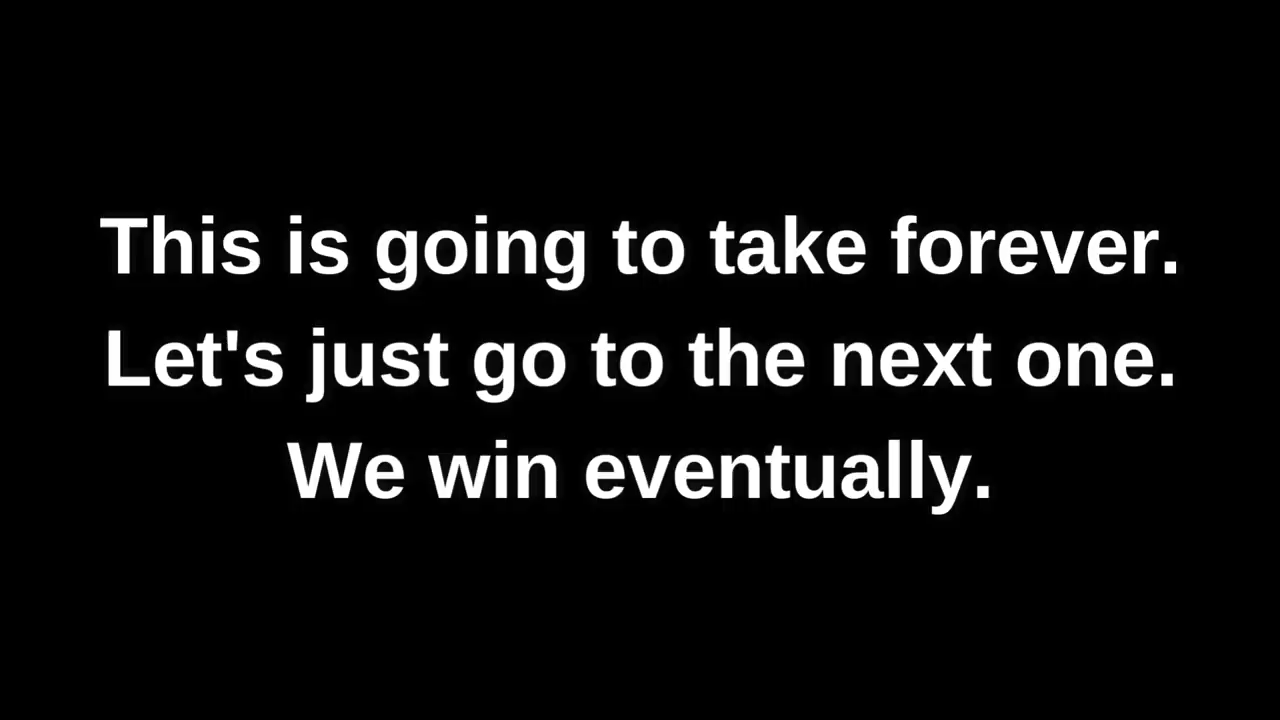 This is going to take forever.
Let's just go to the next one.
We win eventually.